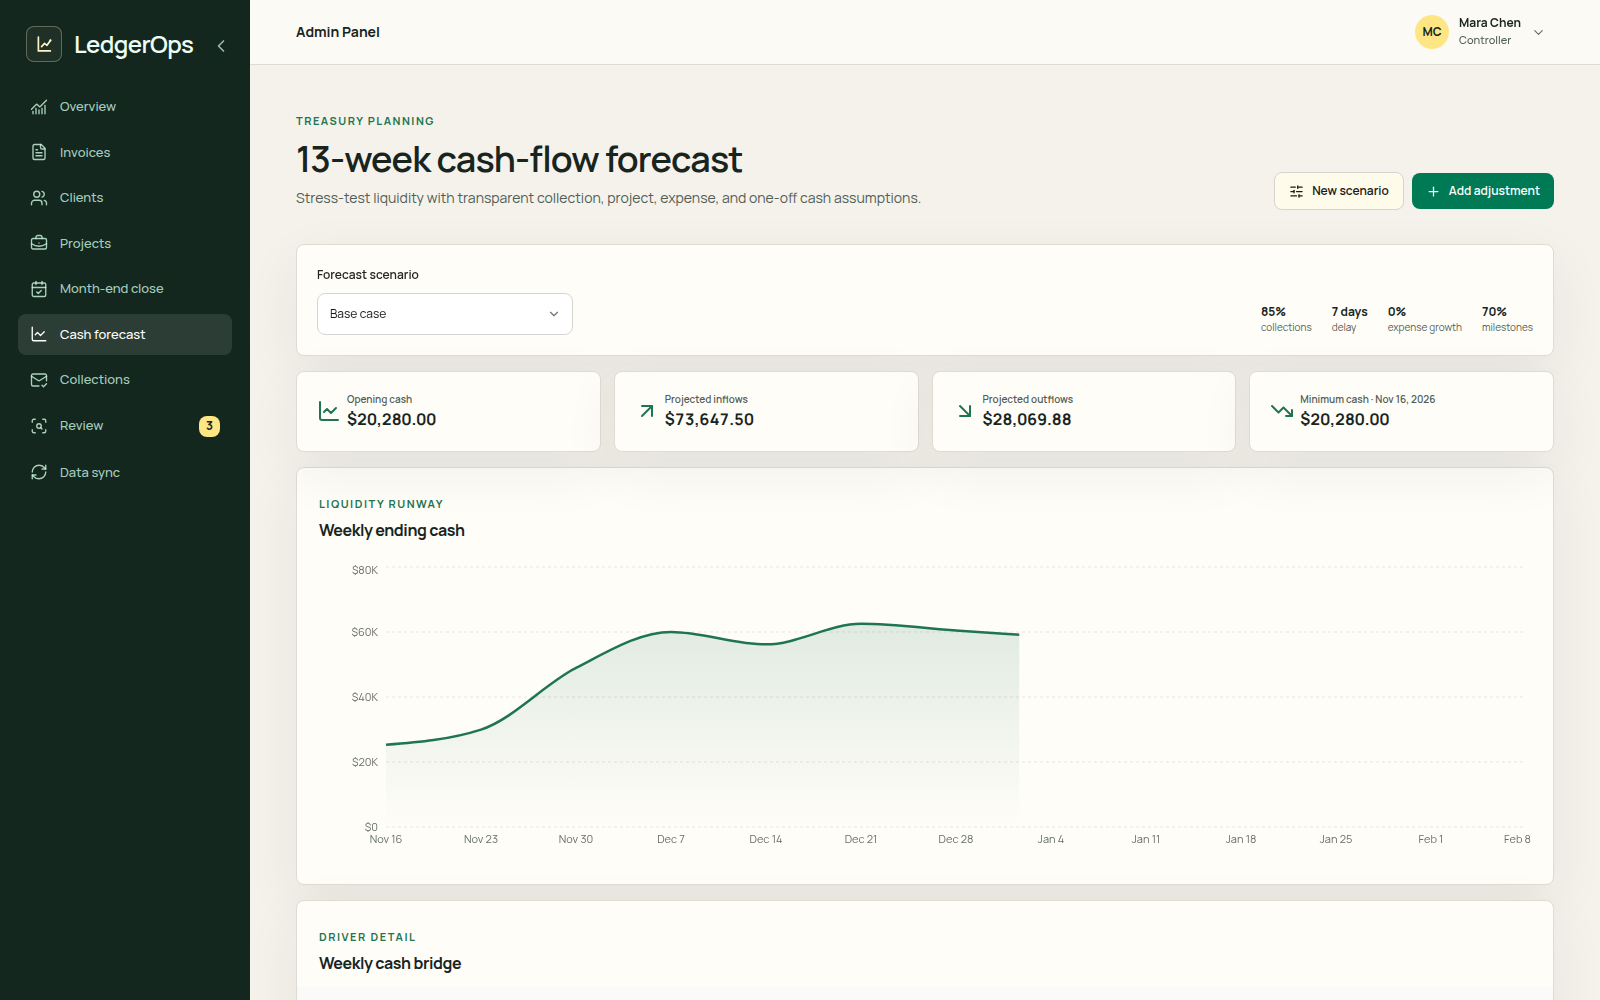 LedgerOps
Overview
Invoices
Clients
Projects
Month-end close
Cash forecast
Collections
Review
3
Data sync
Admin Panel
MC
Mara Chen
Controller
TREASURY PLANNING
13-week cash-flow forecast
Stress-test liquidity with transparent collection, project, expense, and one-off cash assumptions.
New scenario
Add adjustment
Forecast scenario
Base case
85%
collections
7 days
delay
0%
expense growth
70%
milestones
Opening cash
$20,280.00
Projected inflows
$73,647.50
Projected outflows
$28,069.88
Minimum cash · Nov 16, 2026
$20,280.00
LIQUIDITY RUNWAY
Weekly ending cash
$80K
$60K
$40K
$20K
$0
Nov 16 Nov 23 Nov 30 Dec 7 Dec 14 Dec 21 Dec 28 Jan 4 Jan 11 Jan 18 Jan 25 Feb 1 Feb 8
DRIVER DETAIL
Weekly cash bridge